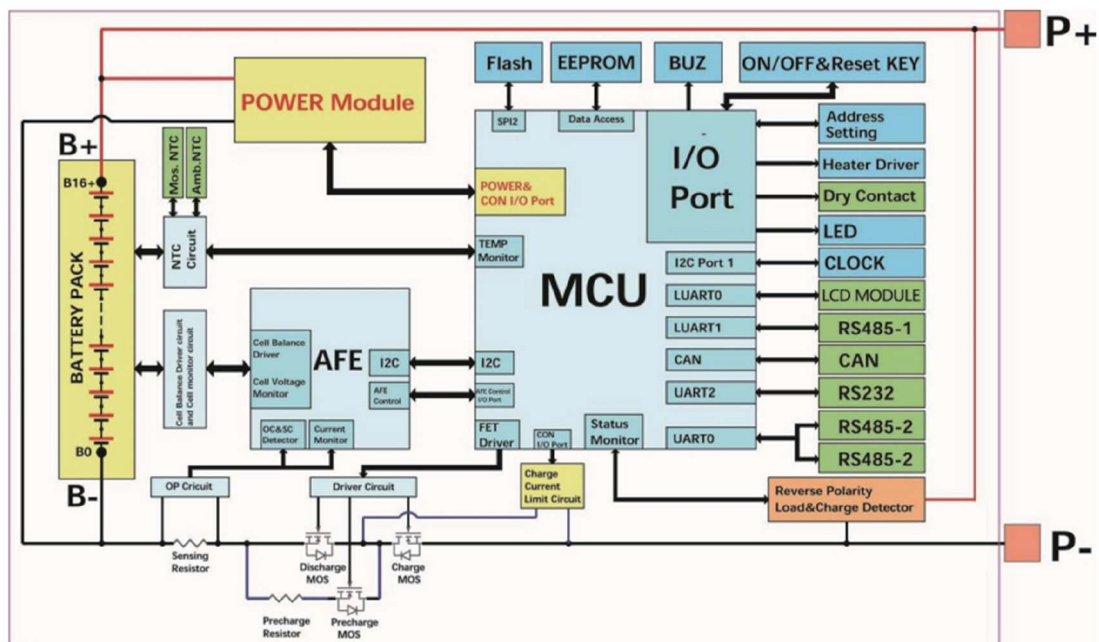 P+
Flash
EEPROM
BUZ
ON/OFF&Reset KEY
POWER Module
SPI2
Data Access
I/O
Port
Address
Setting
B+
Mos. NTC
Amb.NTC
Heater Driver
B16+
POWER&
CON I/O Port
Dry Contact
NTC
Circuit
TEMP
Monitor
LED
I2C Port 1
CLOCK
BATTERY PACK
MCU
LUART0
LCD MODULE
LUART1
RS485-1
Cell Balance Driver circuit
and Cell monitor circuit
Cell Balance
Driver
Cell Voltage
Monitor
AFE
I2C
I2C
CAN
CAN
AFE
Control
AFE Control
I/O Port
UART2
RS232
OC&SC
Detector
Current
Monitor
FET
Driver
CON
I/O Port
Status
Monitor
UART0
RS485-2
RS485-2
B0
B-
OP Cricuit
Driver Circuit
Charge
Current
Limit Circuit
Reverse Polarity
Load&Charge Detector
P-
Sensing
Resistor
Discharge
MOS
Charge
MOS
Precharge
Resistor
Precharge
MOS